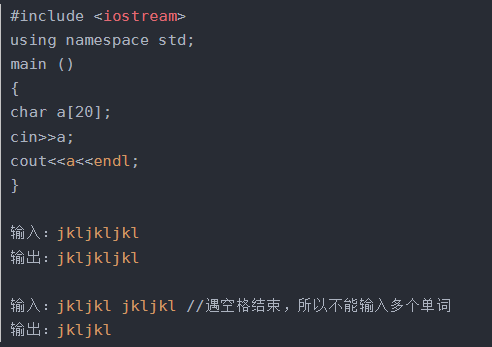 #include <iostream>
using namespace std;
main ()
{
char a[20];
cin>>a;
cout<<a<<endl;
}
输入：jkljkljkl
输出：jkljkljkl
输入：jkljkl jkljkl //遇空格结束，所以不能输入多个单词
输出：jkljkl